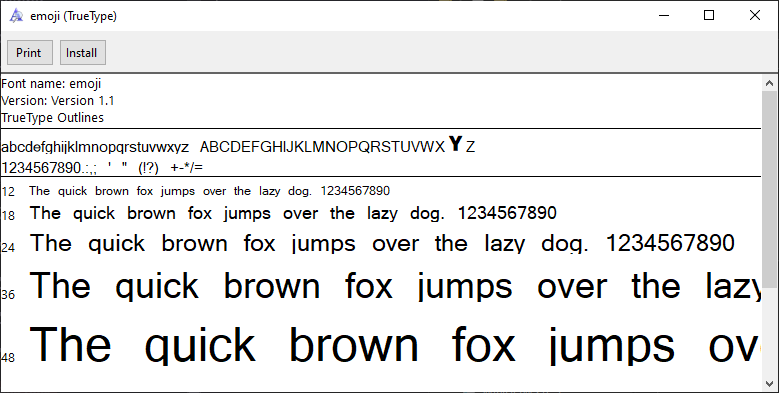 emoji (TrueType)
Print Install
Font name: emoji
Version: Version 1.1
TrueType Outlines
abcdefghijklmnopqrstuvwxyz ABCDEFGHIJKLMNOPQRSTUVWXYZ
1234567890.:,; ' " (!?) +-*/=
12 The quick brown fox jumps over the lazy dog. 1234567890
18 The quick brown fox jumps over the lazy dog. 1234567890
24 The quick brown fox jumps over the lazy dog. 1234567890
36 The quick brown fox jumps over the lazy
48 The quick brown fox jumps ov